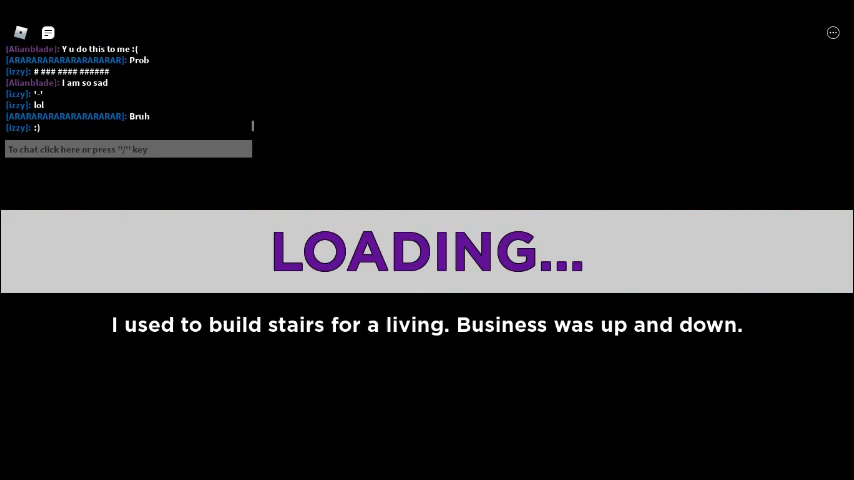 [Alianblade]: Y u do this to me :(
[ARARARARARARARARAR]: Prob
[izzy]: # ### #### ######
[Alianblade]: I am so sad
[izzy]: '-'
[izzy]: lol
[ARARARARARARARARAR]: Bruh
[izzy]: :)
To chat click here or press "/" key
LOADING...
I used to build stairs for a living. Business was up and down.